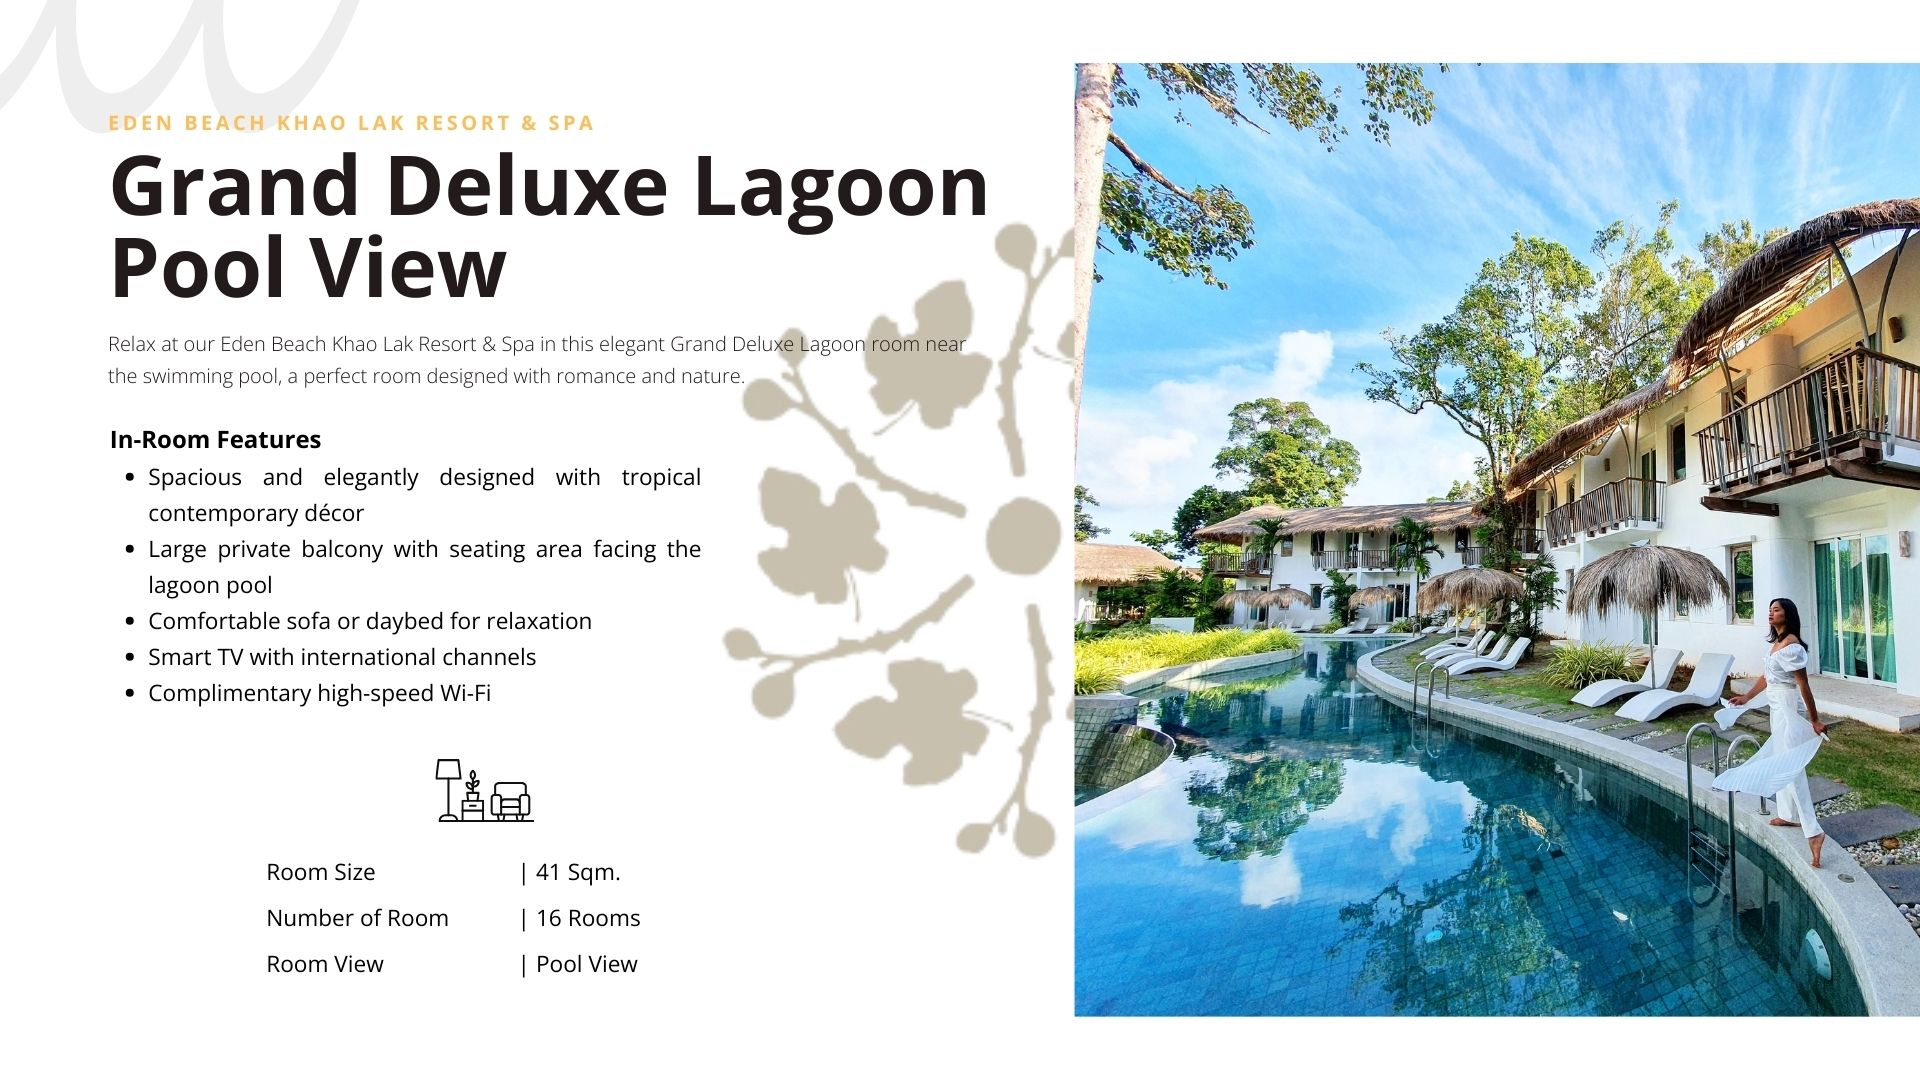 EDEN BEACH KHAO LAK RESORT & SPA
Grand Deluxe Lagoon
Pool View
Relax at our Eden Beach Khao Lak Resort & Spa in this elegant Grand Deluxe Lagoon room near
the swimming pool, a perfect room designed with romance and nature.
In-Room Features
• Spacious and elegantly designed with tropical
contemporary décor
• Large private balcony with seating area facing the
lagoon pool
• Comfortable sofa or daybed for relaxation
• Smart TV with international channels
• Complimentary high-speed Wi-Fi
Room Size | 41 Sqm.
Number of Room | 16 Rooms
Room View | Pool View